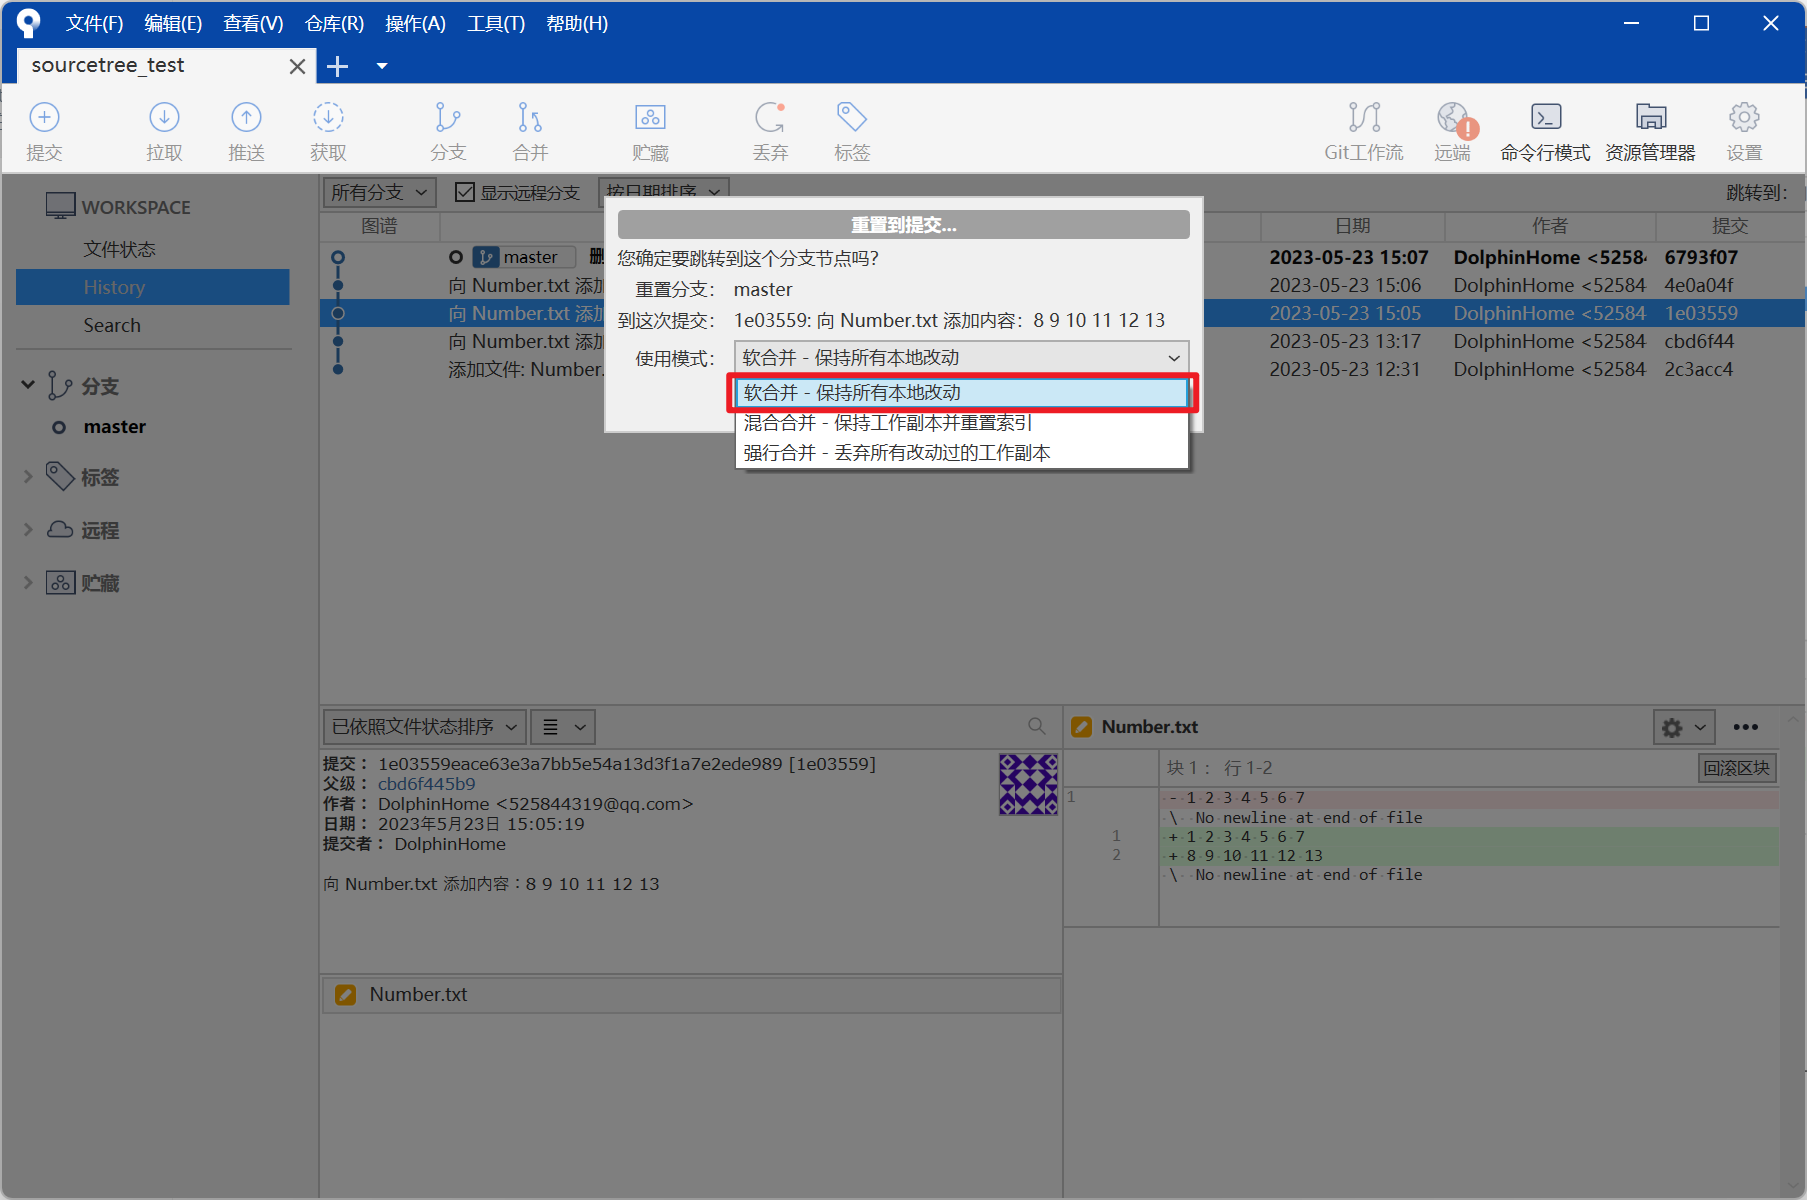 文件(F) 编辑(E) 查看(V) 仓库(R) 操作(A) 工具(T) 帮助(H)
sourcetree_test
提交 拉取 推送 获取 分支 合并 贮藏 丢弃 标签 Git工作流 远端 命令行模式 资源管理器 设置
WORKSPACE
文件状态
History
Search
分支
master
标签
远程
贮藏
所有分支 显示远程分支 按日期排序 跳转到:
图谱 日期 作者 提交
master 2023-05-23 15:07 DolphinHome <52584 6793f07
向 Number.txt 添加 2023-05-23 15:06 DolphinHome <52584 4e0a04f
向 Number.txt 添加 2023-05-23 15:05 DolphinHome <52584 1e03559
向 Number.txt 添加 2023-05-23 13:17 DolphinHome <52584 cbd6f44
添加文件: Number. 2023-05-23 12:31 DolphinHome <52584 2c3acc4
重置到提交...
您确定要跳转到这个分支节点吗?
重置分支: master
到这次提交: 1e03559: 向 Number.txt 添加内容: 8 9 10 11 12 13
使用模式: 软合并 - 保持所有本地改动
软合并 - 保持所有本地改动
混合合并 - 保持工作副本并重置索引
强行合并 - 丢弃所有改动过的工作副本
已依照文件状态排序
提交: 1e03559eace63e3a7bb5e54a13d3f1a7e2ede989 [1e03559]
父级: cbd6f445b9
作者: DolphinHome <525844319@qq.com>
日期: 2023年5月23日 15:05:19
提交者: DolphinHome
向 Number.txt 添加内容：8 9 10 11 12 13
Number.txt
Number.txt
块 1： 行 1-2 回滚区块
1 - 1 2 3 4 5 6 7
\ No newline at end of file
1 + 1 2 3 4 5 6 7
2 + 8 9 10 11 12 13
\ No newline at end of file